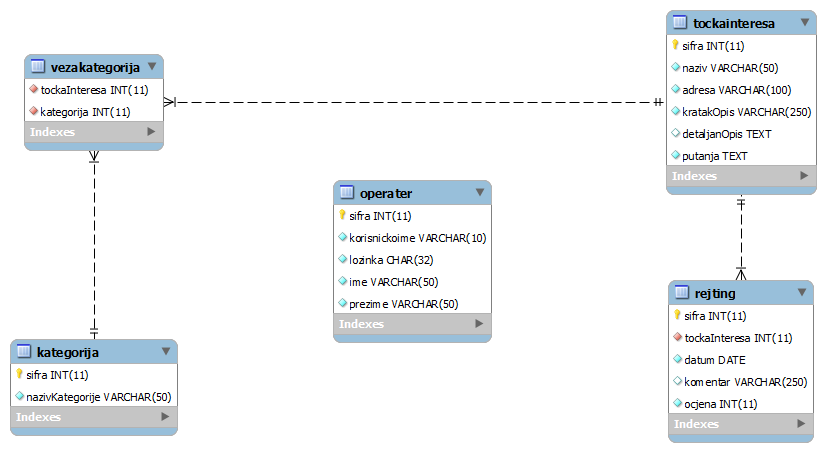 vezakategorija
tockaInteresa INT(11)
kategorija INT(11)
Indexes
tockainteresa
sifra INT(11)
naziv VARCHAR(50)
adresa VARCHAR(100)
kratakOpis VARCHAR(250)
detaljanOpis TEXT
putanja TEXT
Indexes
operater
sifra INT(11)
korisnickoime VARCHAR(10)
lozinka CHAR(32)
ime VARCHAR(50)
prezime VARCHAR(50)
Indexes
kategorija
sifra INT(11)
nazivKategorije VARCHAR(50)
Indexes
rejting
sifra INT(11)
tockaInteresa INT(11)
datum DATE
komentar VARCHAR(250)
ocjena INT(11)
Indexes